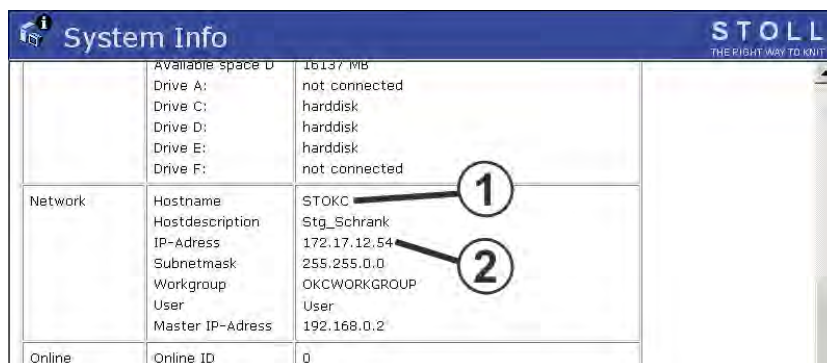 System Info
STOLL
THE RIGHT WAY TO KNIT
Available space D 16137 MB
Drive A: not connected
Drive C: harddisk
Drive D: harddisk
Drive E: harddisk
Drive F: not connected
1
Network Hostname STOKC
Hostdescription Stg_Schrank
IP-Adress 172.17.12.54
2
Subnetmask 255.255.0.0
Workgroup OKCWORKGROUP
User User
Master IP-Adress 192.168.0.2
Online Online ID 0